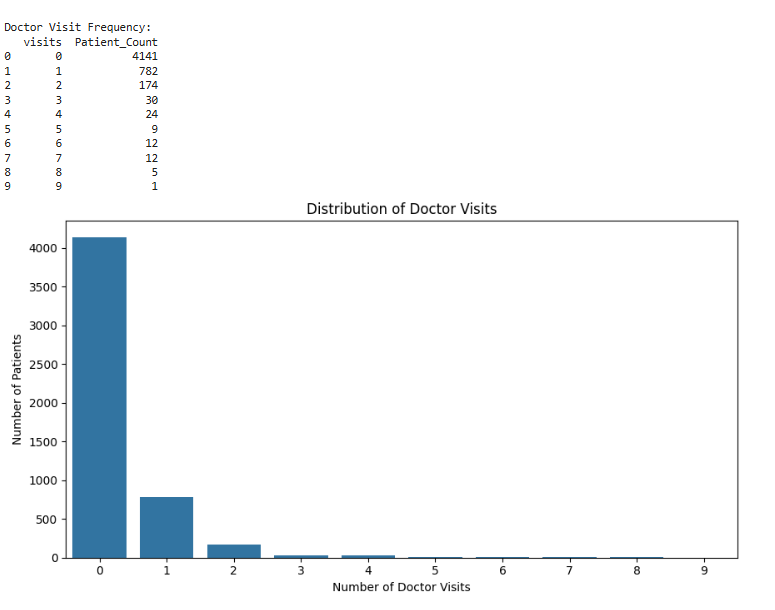 Doctor Visit Frequency:
visits Patient_Count
0 0 4141
1 1 782
2 2 174
3 3 30
4 4 24
5 5 9
6 6 12
7 7 12
8 8 5
9 9 1
Distribution of Doctor Visits
Number of Patients
4000
3500
3000
2500
2000
1500
1000
500
0
0 1 2 3 4 5 6 7 8 9
Number of Doctor Visits